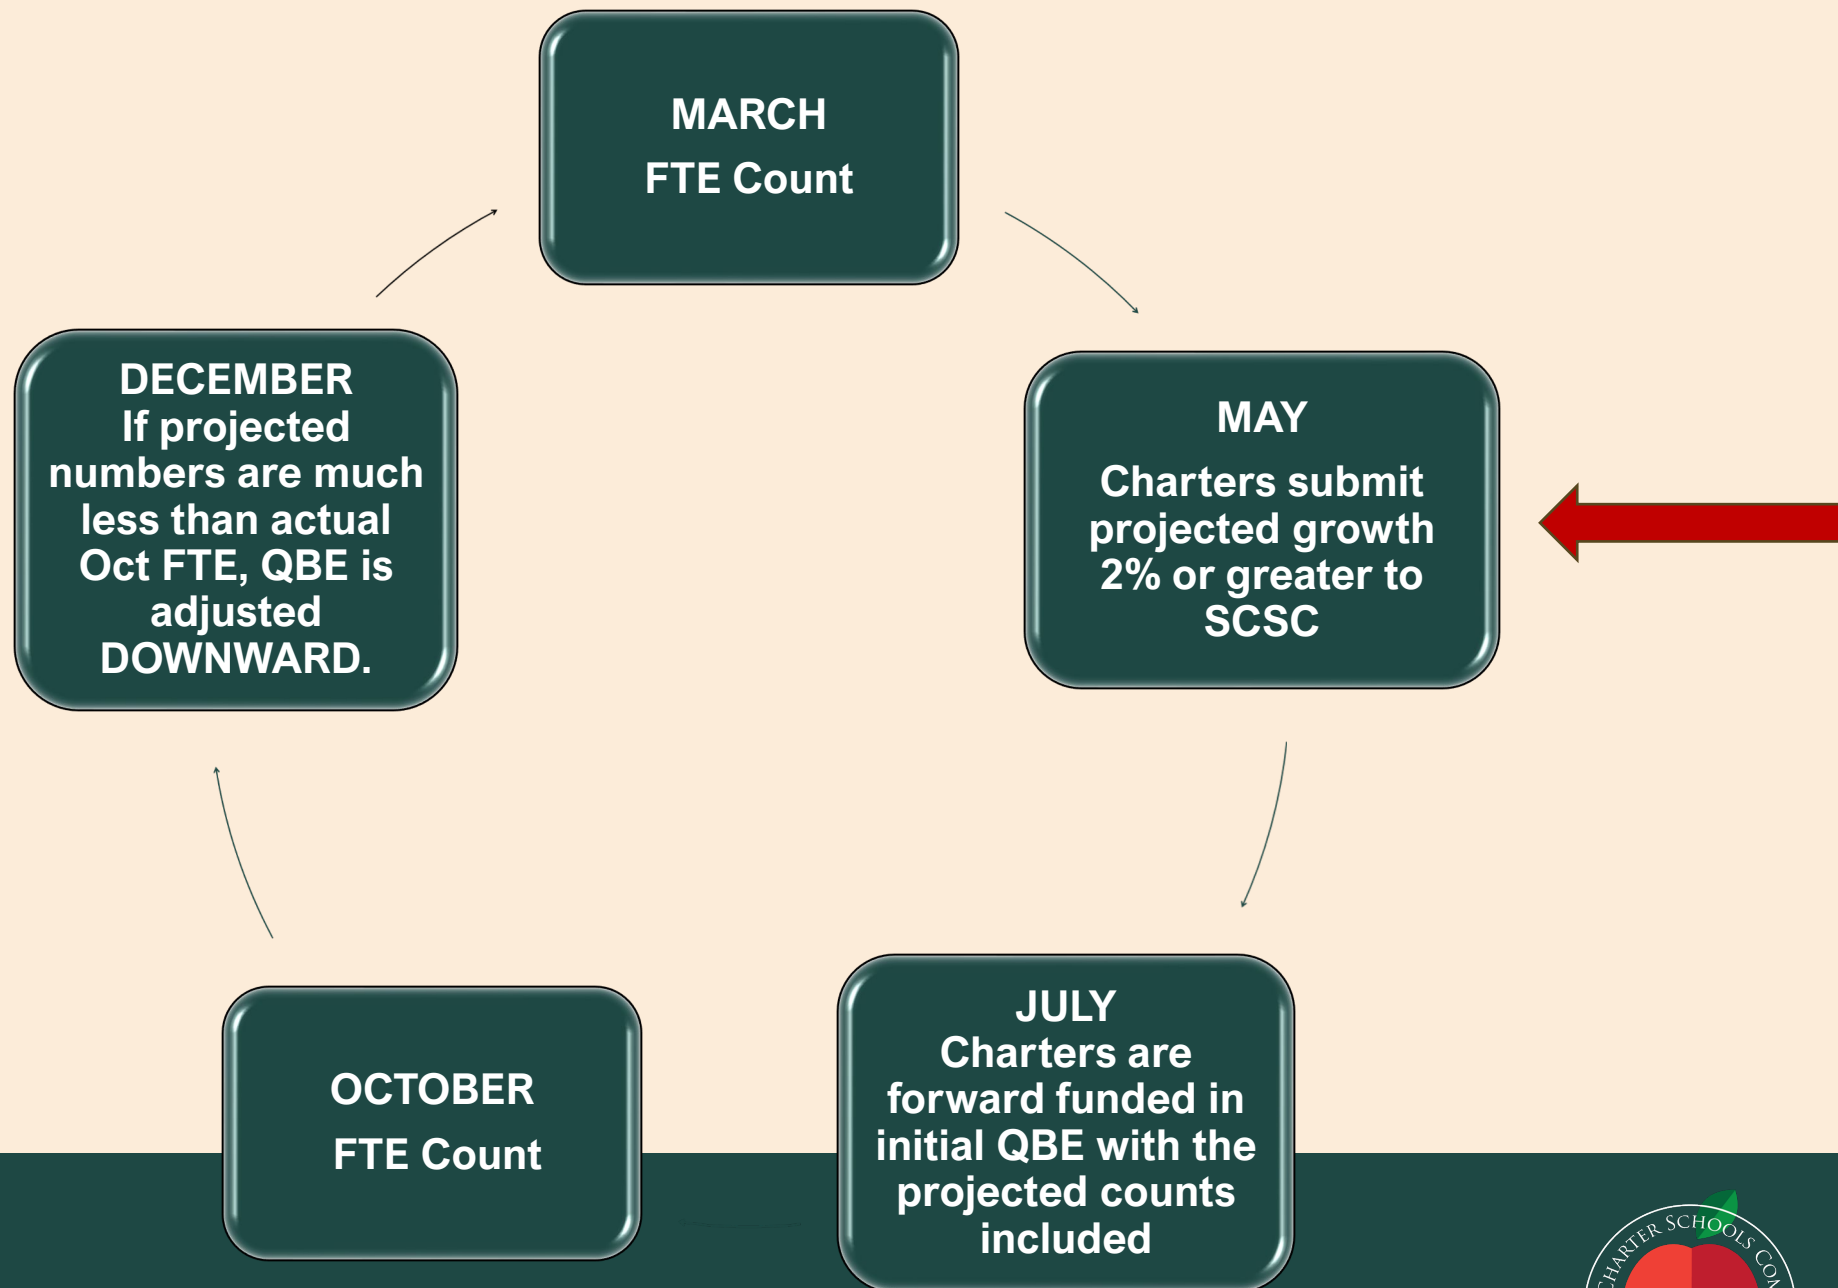 MARCH
FTE Count
DECEMBER
If projected
numbers are much
less than actual
Oct FTE, QBE is
adjusted
DOWNWARD.
MAY
Charters submit
projected growth
2% or greater to
SCSC
OCTOBER
FTE Count
JULY
Charters are
forward funded in
initial QBE with the
projected counts
included
CHARTER SCHOOLS